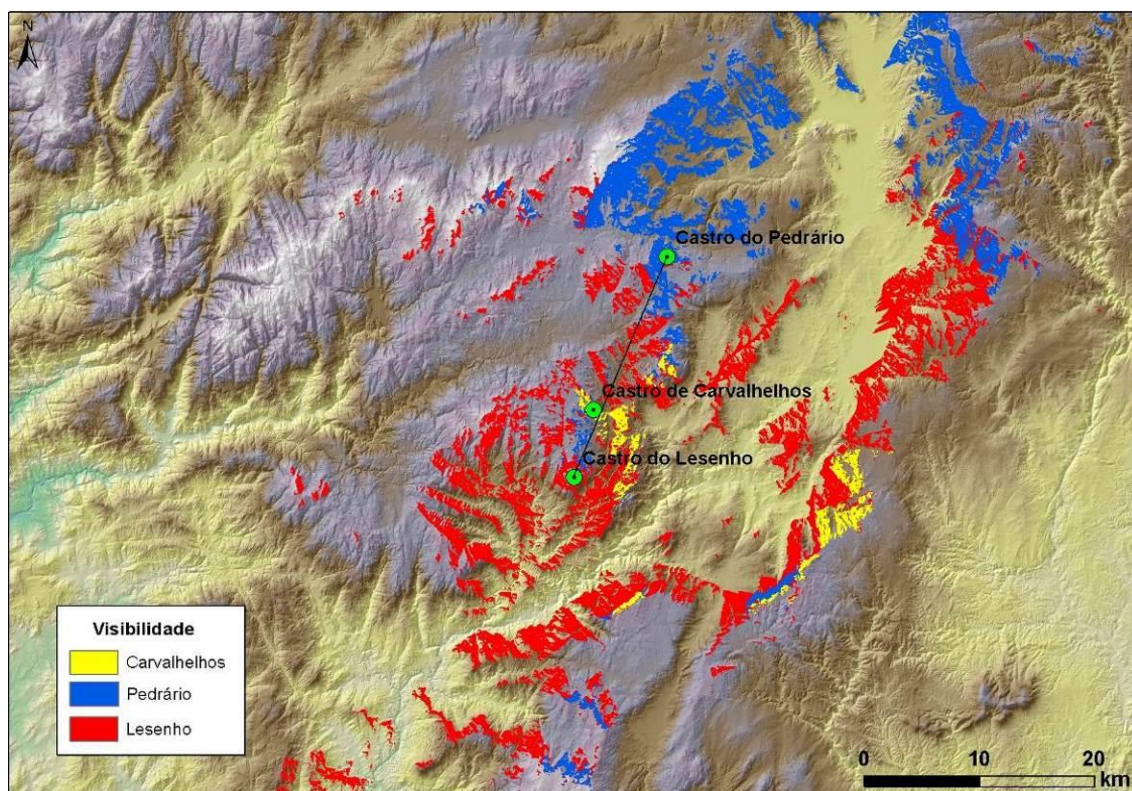 N
Castro do Pedrário
Castro de Carvalhelhos
Castro do Lesenho
Visibilidade
Carvalhelhos
Pedrário
Lesenho
0 10 20
km